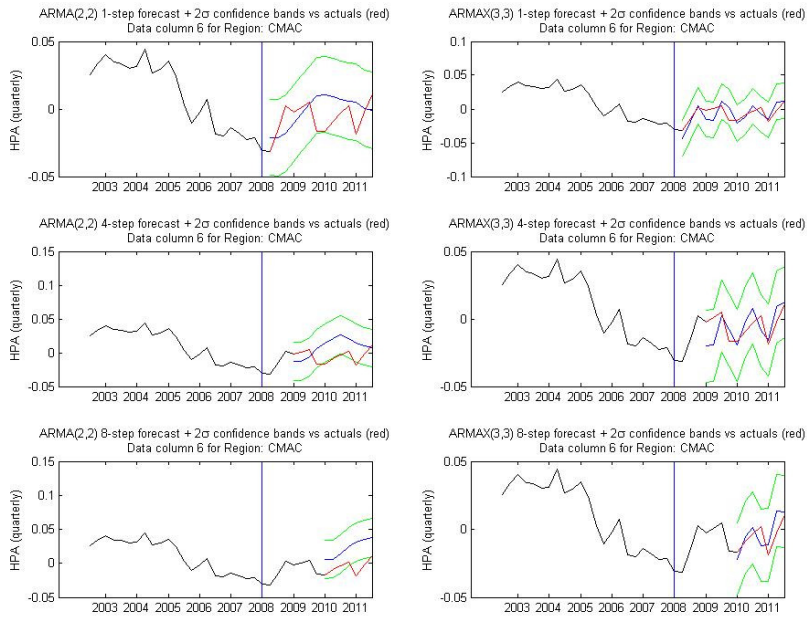 ARMA(2,2) 1-step forecast + 2σ confidence bands vs actuals (red)
Data column 6 for Region: CMAC
0.05
0
-0.05
HPA (quarterly)
2003 2004 2005 2006 2007 2008 2009 2010 2011
ARMAX(3,3) 1-step forecast + 2σ confidence bands vs actuals (red)
Data column 6 for Region: CMAC
0.1
0.05
0
-0.05
-0.1
HPA (quarterly)
2003 2004 2005 2006 2007 2008 2009 2010 2011
ARMA(2,2) 4-step forecast + 2σ confidence bands vs actuals (red)
Data column 6 for Region: CMAC
0.15
0.1
0.05
0
-0.05
HPA (quarterly)
2003 2004 2005 2006 2007 2008 2009 2010 2011
ARMAX(3,3) 4-step forecast + 2σ confidence bands vs actuals (red)
Data column 6 for Region: CMAC
0.05
0
-0.05
HPA (quarterly)
2003 2004 2005 2006 2007 2008 2009 2010 2011
ARMA(2,2) 8-step forecast + 2σ confidence bands vs actuals (red)
Data column 6 for Region: CMAC
0.15
0.1
0.05
0
-0.05
HPA (quarterly)
2003 2004 2005 2006 2007 2008 2009 2010 2011
ARMAX(3,3) 8-step forecast + 2σ confidence bands vs actuals (red)
Data column 6 for Region: CMAC
0.05
0
-0.05
HPA (quarterly)
2003 2004 2005 2006 2007 2008 2009 2010 2011